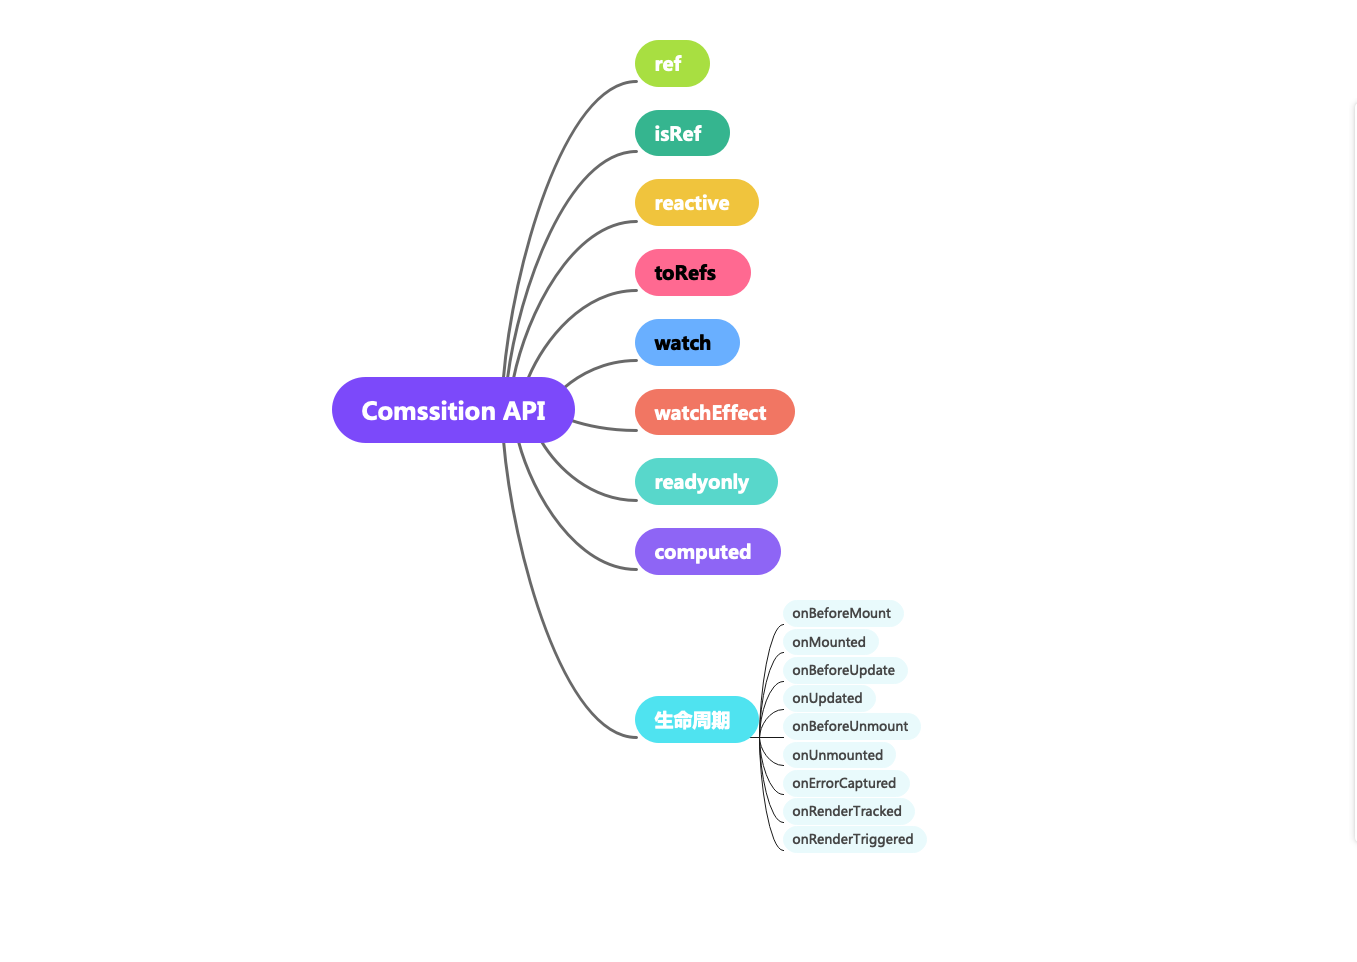 ref
isRef
reactive
toRefs
watch
Comssition API
watchEffect
readyonly
computed
生命周期
onBeforeMount
onMounted
onBeforeUpdate
onUpdated
onBeforeUnmount
onUnmounted
onErrorCaptured
onRenderTracked
onRenderTriggered